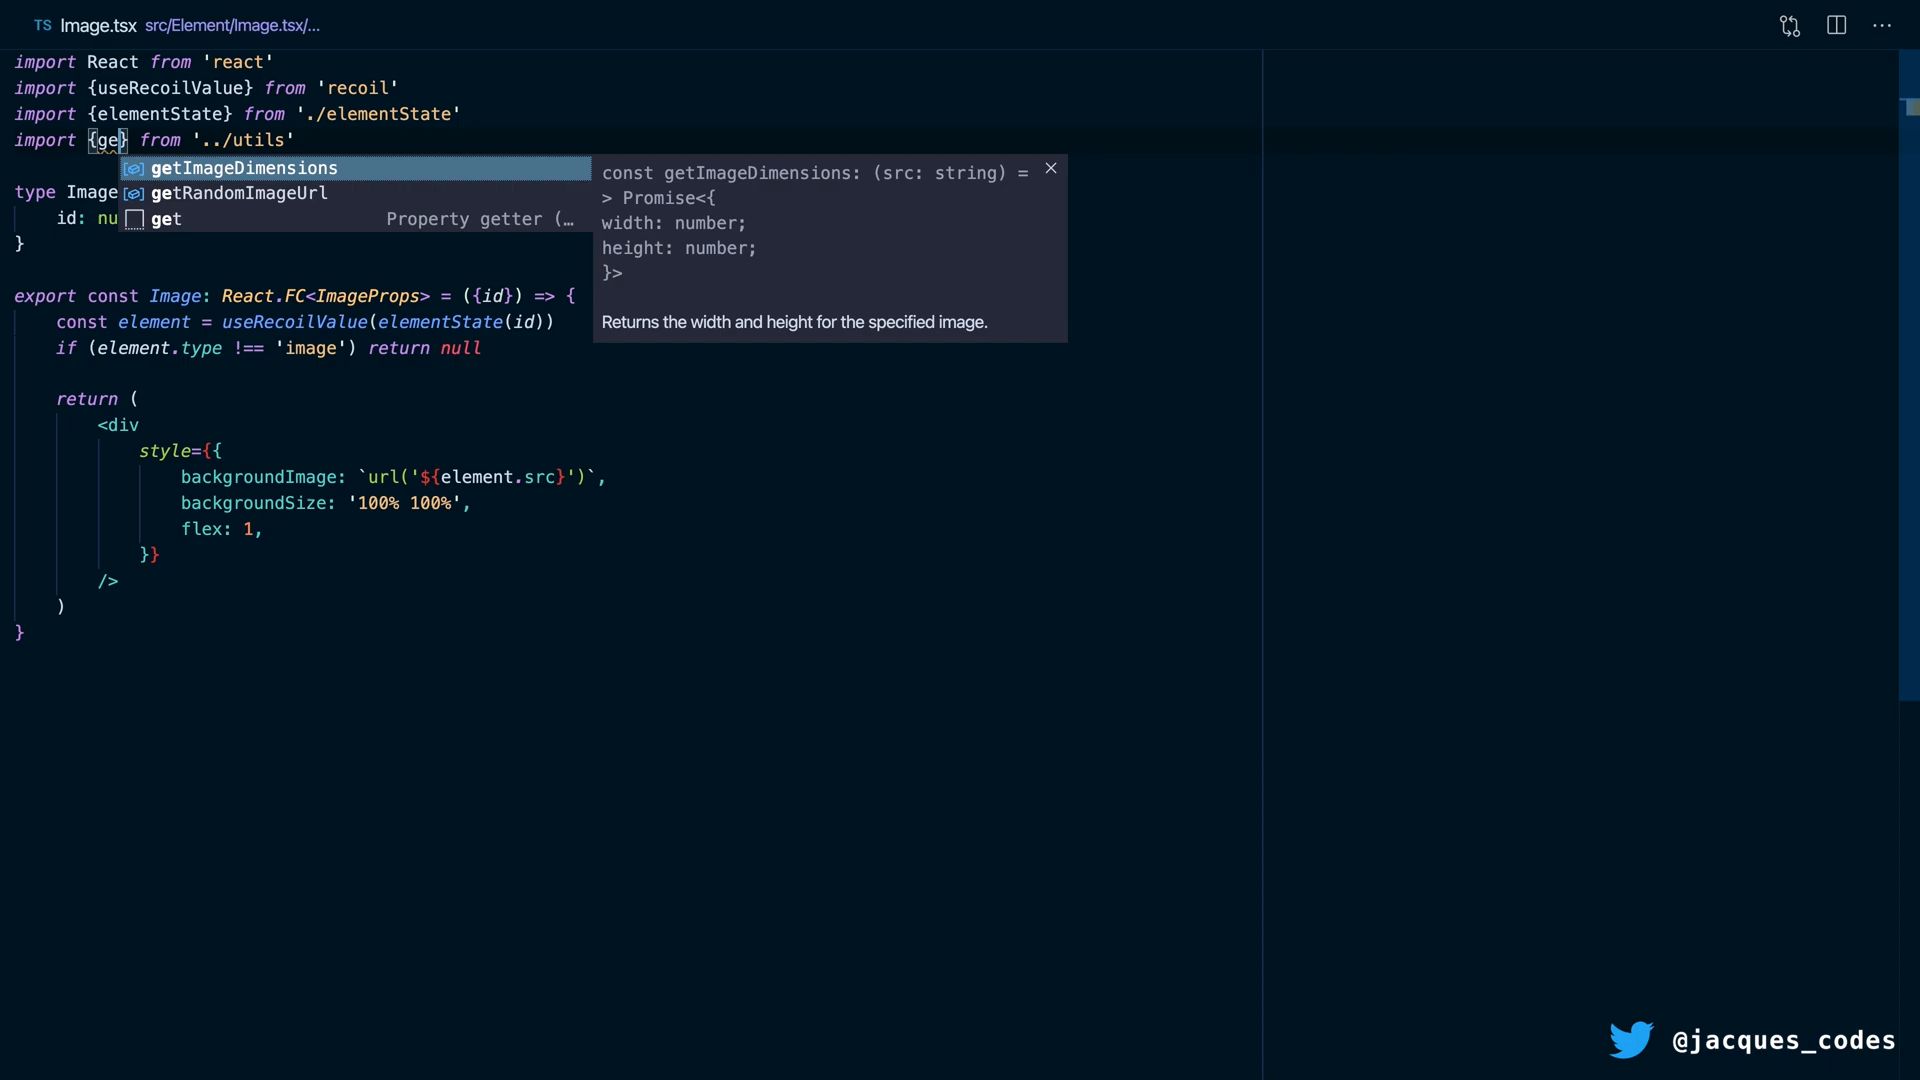 TS Image.tsx src/Element/Image.tsx/...
import React from 'react'
import {useRecoilValue} from 'recoil'
import {elementState} from './elementState'
import {ge} from '../utils'
getImageDimensions
type Image
getRandomImageUrl
id: nu
get Property getter (…
}
const getImageDimensions: (src: string) =
> Promise<{
width: number;
height: number;
}>
Returns the width and height for the specified image.
export const Image: React.FC<ImageProps> = ({id}) => {
const element = useRecoilValue(elementState(id))
if (element.type !== 'image') return null
return (
<div
style={{
backgroundImage: `url('${element.src}')`,
backgroundSize: '100% 100%',
flex: 1,
}}
/>
)
}
@jacques_codes